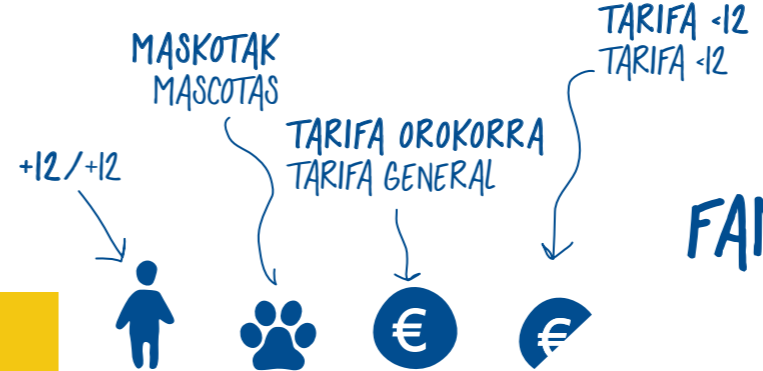 TARIFA <12
TARIFA <12
MASKOTAK
MASCOTAS
TARIFA OROKORRA
TARIFA GENERAL
+12/+12
€
€